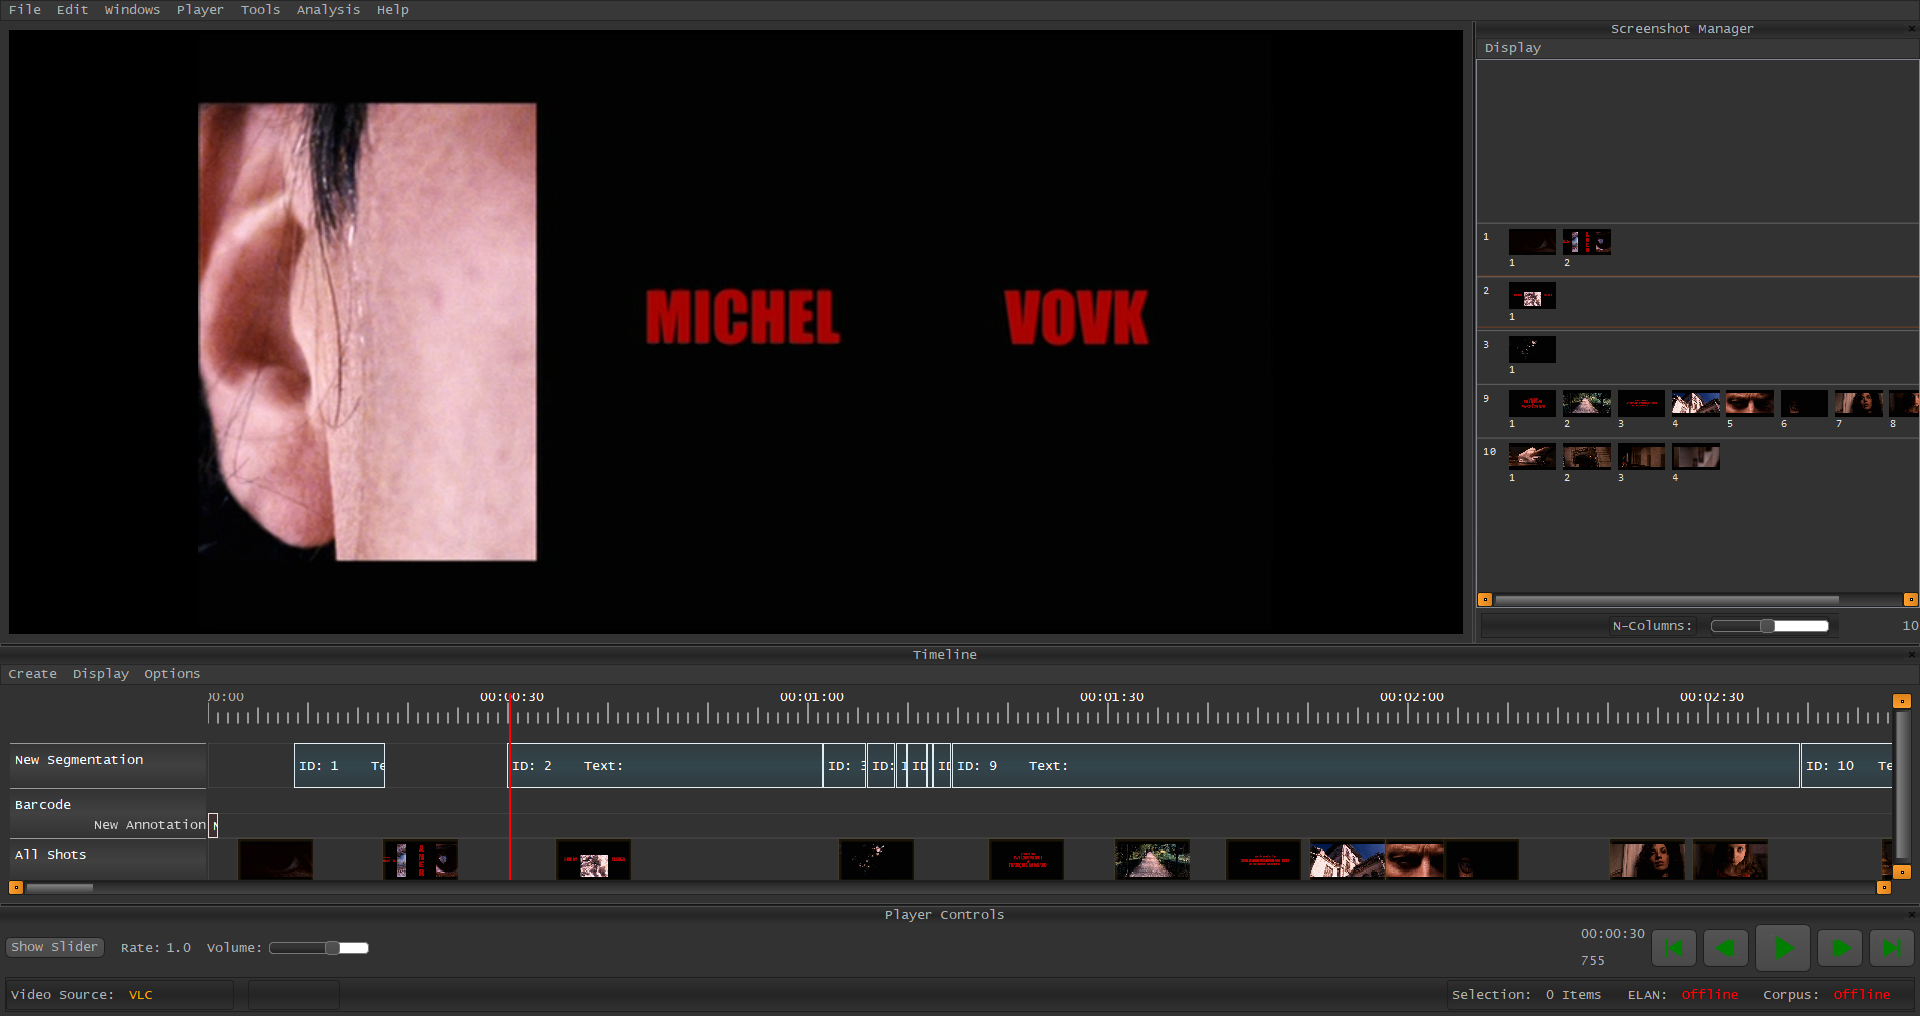 File Edit Windows Player Tools Analysis Help
MICHEL VOVK
Screenshot Manager
Display
1
1 2
2
1
3
1
9
1 2 3 4 5 6 7 8
10
1 2 3 4
N-Columns: 10
Timeline
Create Display Options
00:00:30 00:01:00 00:01:30 00:02:00 00:02:30
New Segmentation
ID: 1
ID: 2 Text:
ID:
ID:
ID
ID: 9 Text:
ID: 10
Barcode
New Annotation
All Shots
Player Controls
Show Slider Rate: 1.0 Volume:
00:00:30
755
Video Source: VLC
Selection: 0 Items ELAN: Offline Corpus: Offline